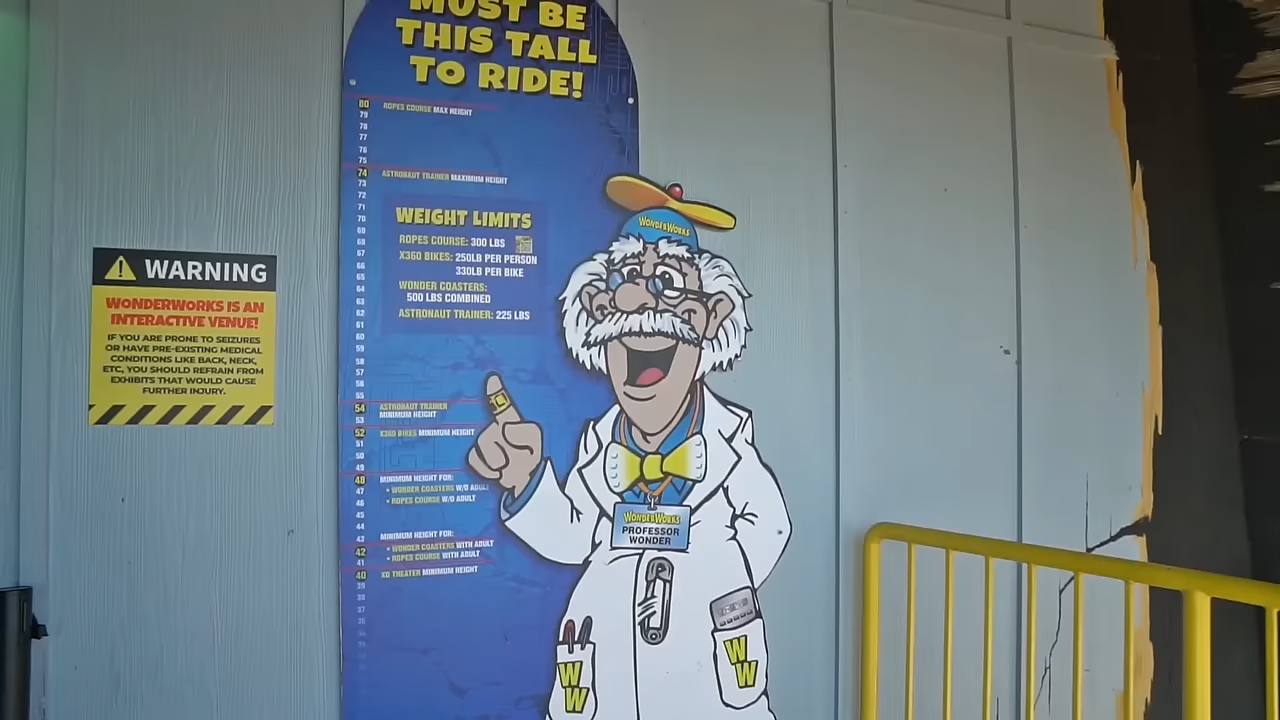 MUST BE
THIS TALL
TO RIDE!
80 ROPES COURSE MAX HEIGHT
79
78
77
76
75
74 ASTRONAUT TRAINER MAXIMUM HEIGHT
73
72
71
70
69
68
67
66
65
64
63
62
61
60
59
58
57
56
55
54 ASTRONAUT TRAINER
MINIMUM HEIGHT
53
52 X360 BIKES MINIMUM HEIGHT
51
50
49
48 MINIMUM HEIGHT FOR:
47 • WONDER COASTERS W/O ADULT
46 • ROPES COURSE W/O ADULT
45
44
43 MINIMUM HEIGHT FOR:
42 • WONDER COASTERS WITH ADULT
41 • ROPES COURSE WITH ADULT
40 XD THEATER MINIMUM HEIGHT
39
38
37
36
WEIGHT LIMITS
ROPES COURSE: 300 LBS
X360 BIKES: 250LB PER PERSON
330LB PER BIKE
WONDER COASTERS:
500 LBS COMBINED
ASTRONAUT TRAINER: 225 LBS
WONDERWORKS
WONDERWORKS
PROFESSOR
WONDER
W
W
W
W
WARNING
WONDERWORKS IS AN
INTERACTIVE VENUE!
IF YOU ARE PRONE TO SEIZURES
OR HAVE PRE-EXISTING MEDICAL
CONDITIONS LIKE BACK, NECK,
ETC, YOU SHOULD REFRAIN FROM
EXHIBITS THAT WOULD CAUSE
FURTHER INJURY.